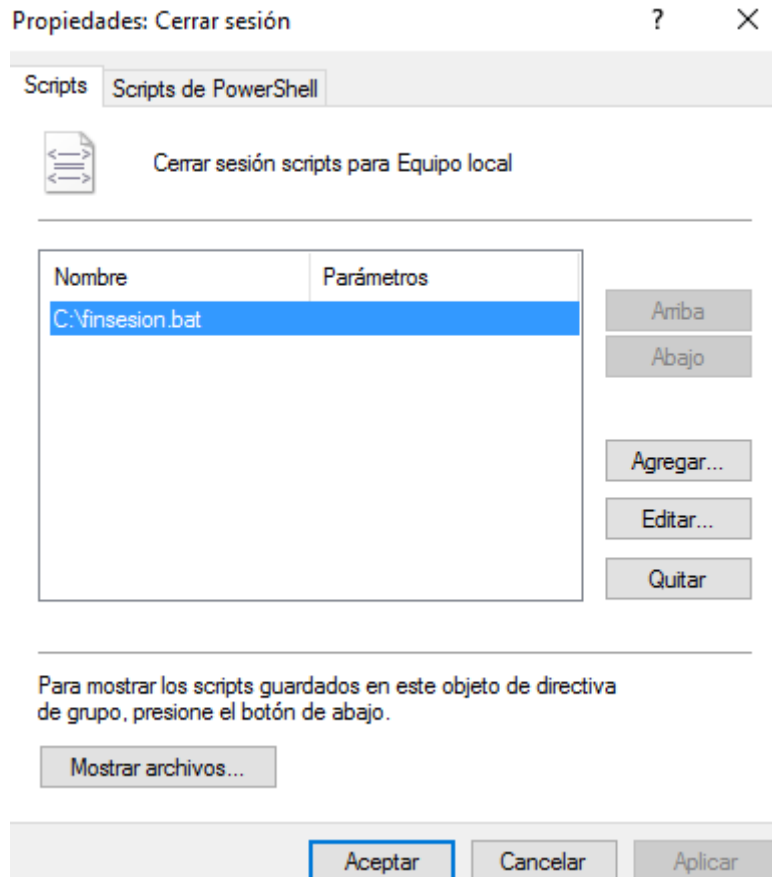 Propiedades: Cerrar sesión
Scripts
Scripts de PowerShell
Cerrar sesión scripts para Equipo local
Nombre
Parámetros
C:\finsesion.bat
Arriba
Abajo
Agregar...
Editar...
Quitar
Para mostrar los scripts guardados en este objeto de directiva
de grupo, presione el botón de abajo.
Mostrar archivos...
Aceptar
Cancelar
Aplicar